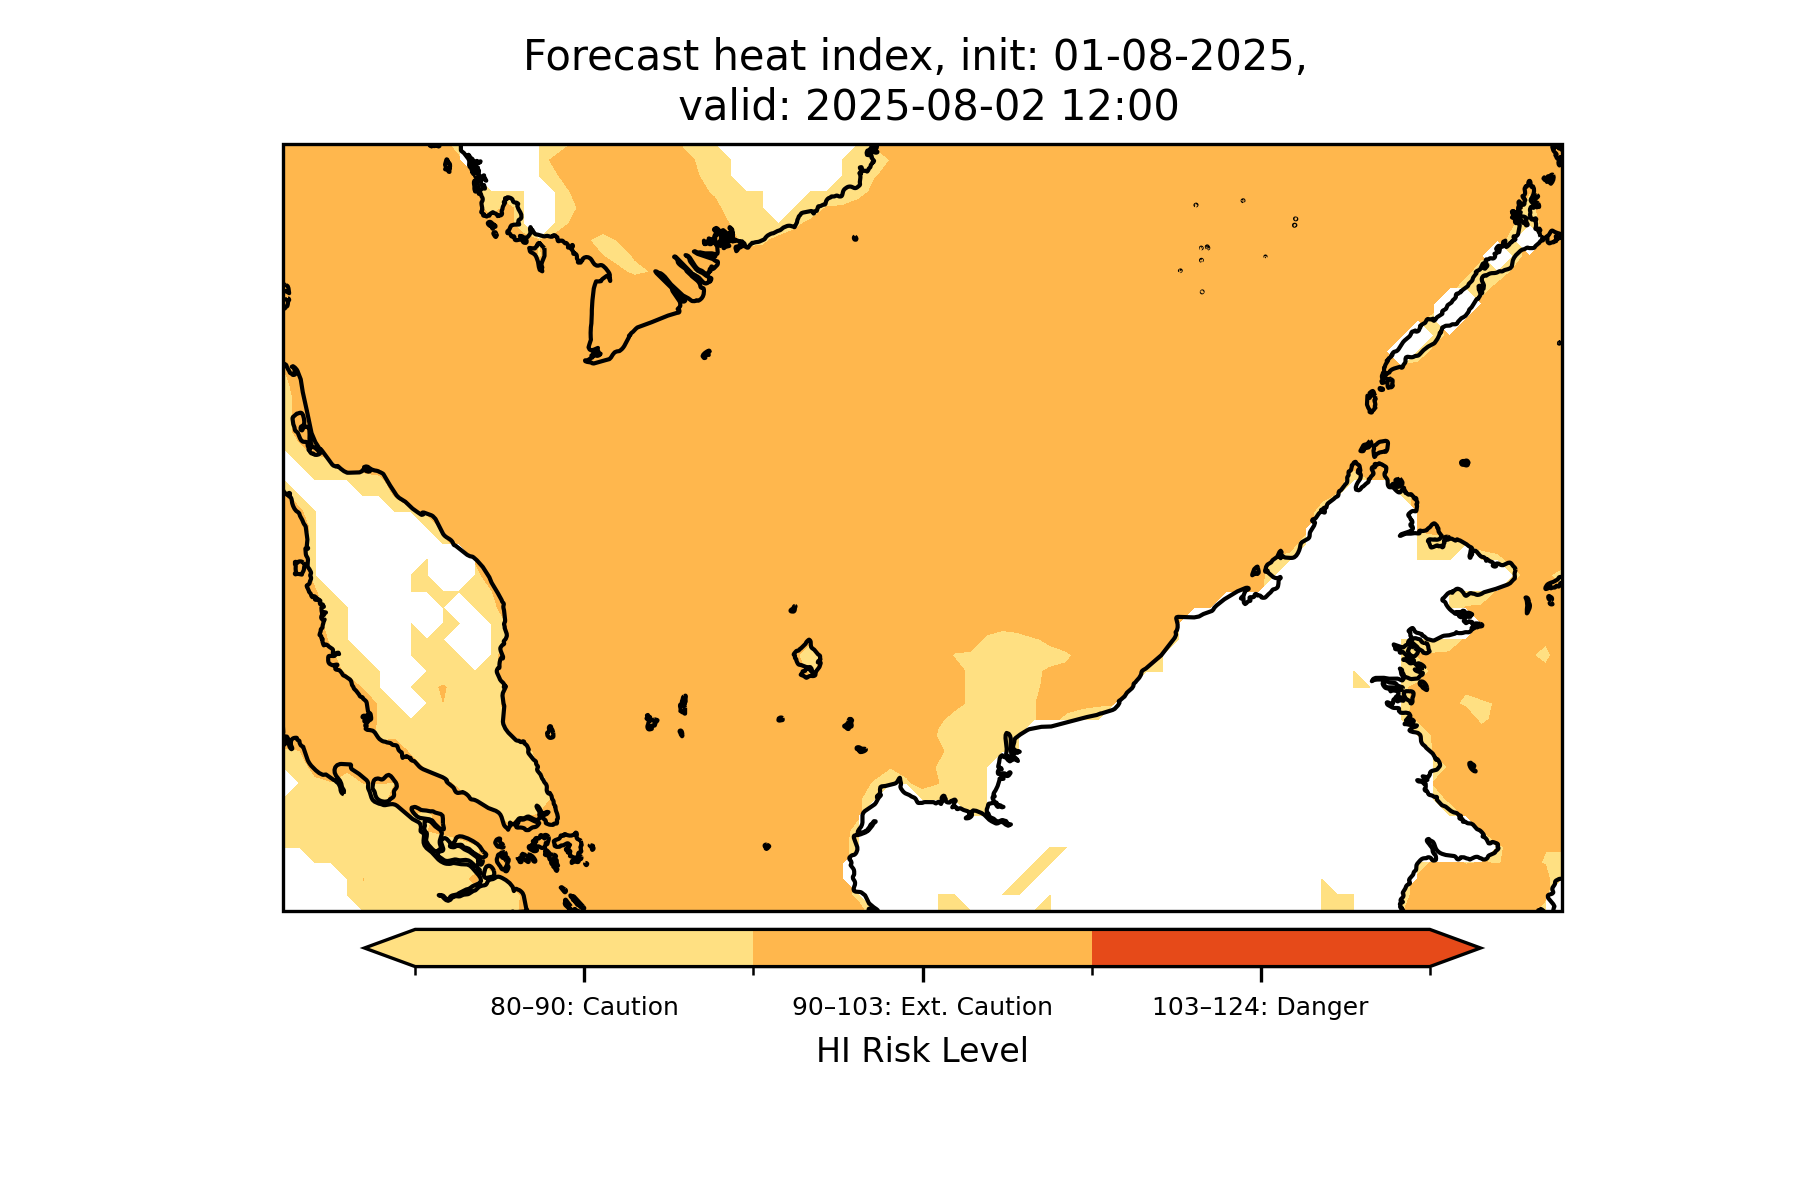 Forecast heat index, init: 01-08-2025,
valid: 2025-08-02 12:00
80–90: Caution
90–103: Ext. Caution
103–124: Danger
HI Risk Level